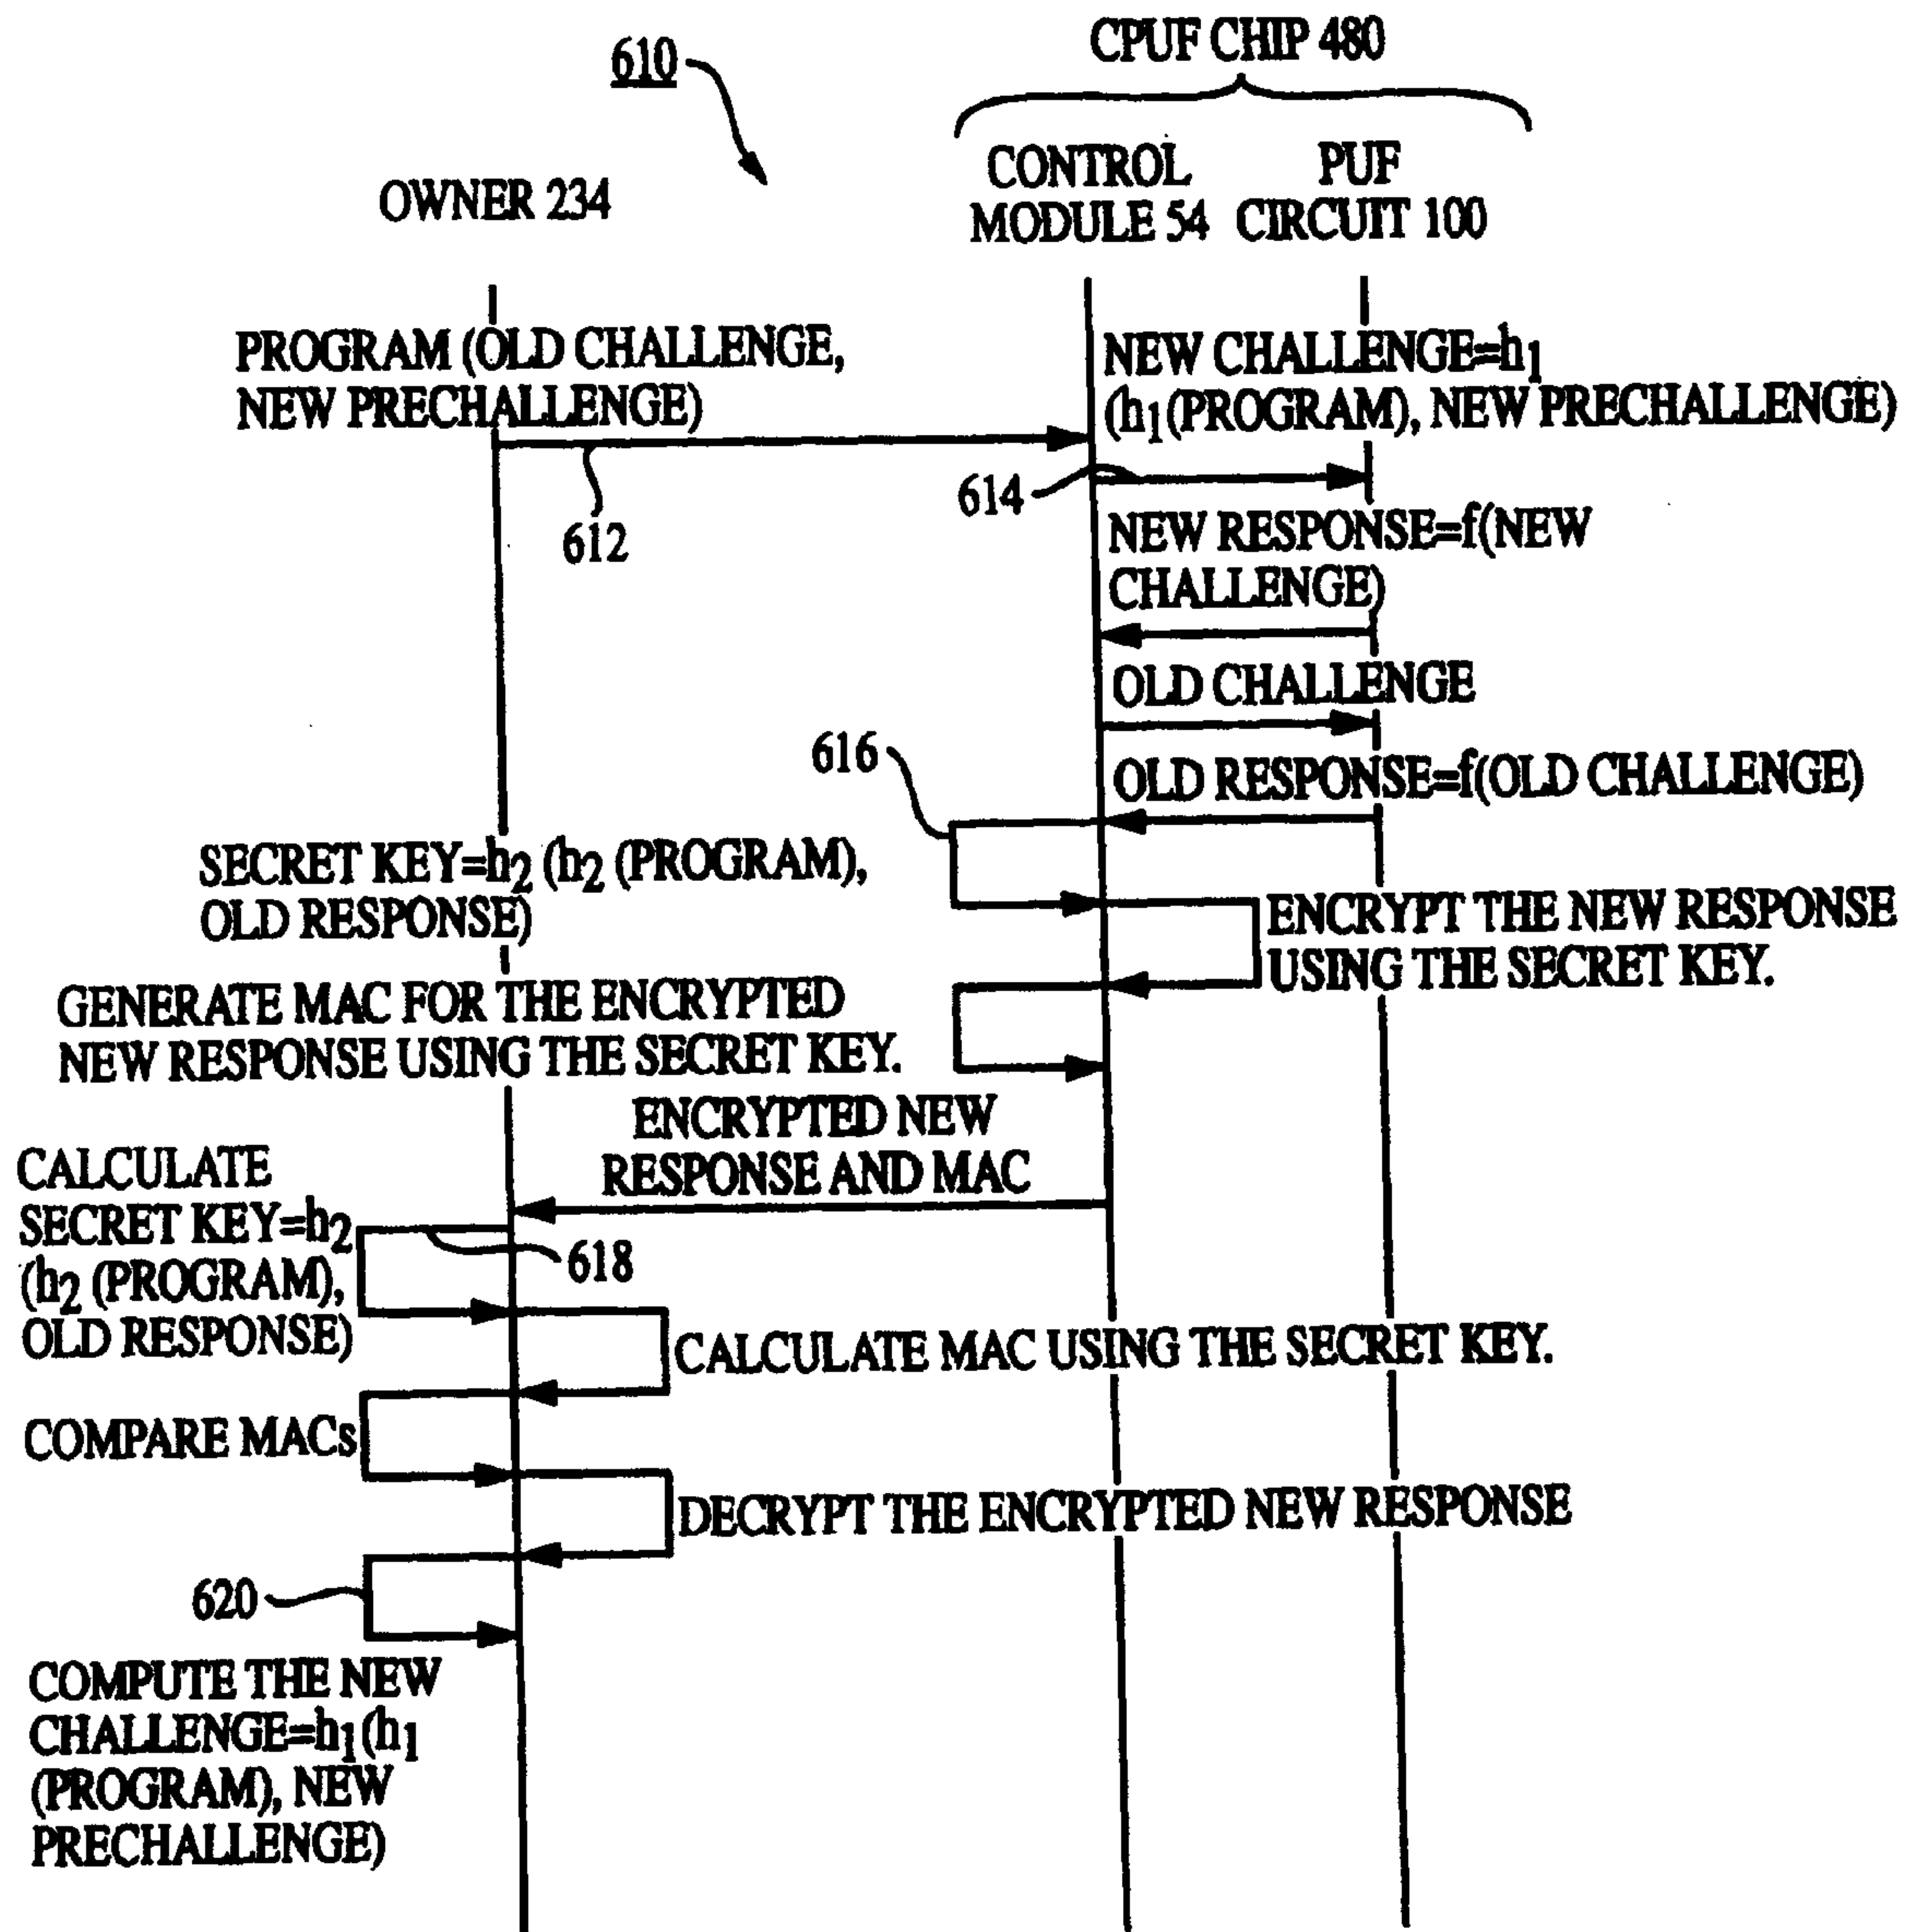 610
CPUF CHIP 480
OWNER 234
CONTROL
MODULE 54
PUF
CIRCUIT 100
PROGRAM (OLD CHALLENGE,
NEW PRECHALLENGE)
612
NEW CHALLENGE=h1
(h1(PROGRAM), NEW PRECHALLENGE)
614
NEW RESPONSE=f(NEW
CHALLENGE)
OLD CHALLENGE
616
OLD RESPONSE=f(OLD CHALLENGE)
SECRET KEY=h2 (h2 (PROGRAM),
OLD RESPONSE)
ENCRYPT THE NEW RESPONSE
USING THE SECRET KEY.
GENERATE MAC FOR THE ENCRYPTED
NEW RESPONSE USING THE SECRET KEY.
ENCRYPTED NEW
RESPONSE AND MAC
CALCULATE
SECRET KEY=h2
(h2 (PROGRAM),
OLD RESPONSE)
618
CALCULATE MAC USING THE SECRET KEY.
COMPARE MACs
DECRYPT THE ENCRYPTED NEW RESPONSE
620
COMPUTE THE NEW
CHALLENGE=h1(h1
(PROGRAM), NEW
PRECHALLENGE)